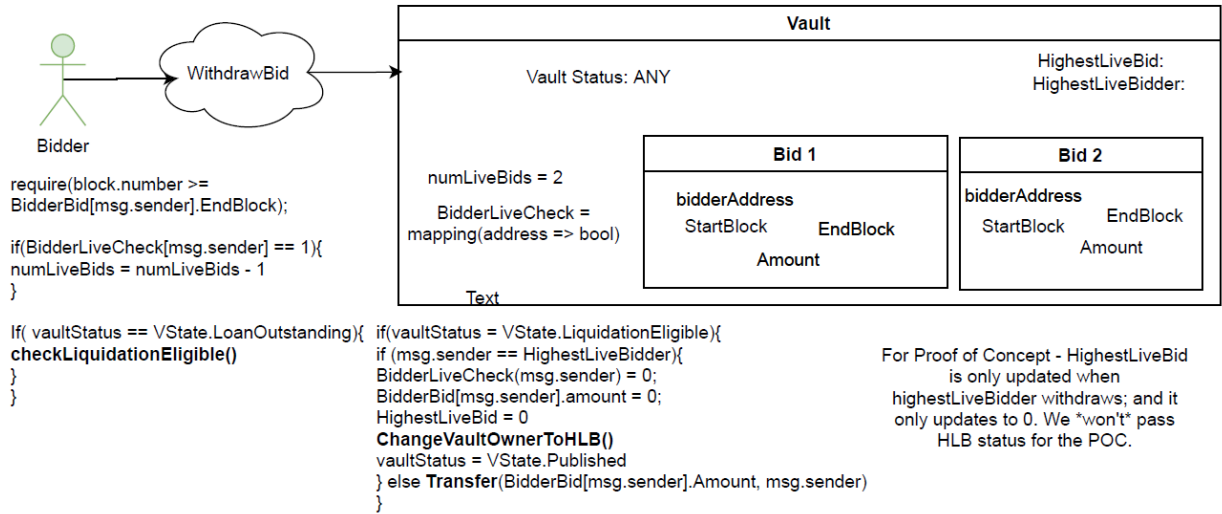 Vault
WithdrawBid
Vault Status: ANY
HighestLiveBid:
HighestLiveBidder:
Bidder
require(block.number >=
BidderBid[msg.sender].EndBlock);
if(BidderLiveCheck[msg.sender] == 1){
numLiveBids = numLiveBids - 1
}
If( vaultStatus == VState.LoanOutstanding){
checkLiquidationEligible()
}
}
numLiveBids = 2
BidderLiveCheck =
mapping(address => bool)
Text
Bid 1
bidderAddress
StartBlock
EndBlock
Amount
Bid 2
bidderAddress
StartBlock
EndBlock
Amount
if(vaultStatus = VState.LiquidationEligible){
if (msg.sender == HighestLiveBidder){
BidderLiveCheck(msg.sender) = 0;
BidderBid[msg.sender].amount = 0;
HighestLiveBid = 0
ChangeVaultOwnerToHLB()
vaultStatus = VState.Published
} else Transfer(BidderBid[msg.sender].Amount, msg.sender)
}
For Proof of Concept - HighestLiveBid
is only updated when
highestLiveBidder withdraws; and it
only updates to 0. We *won't* pass
HLB status for the POC.